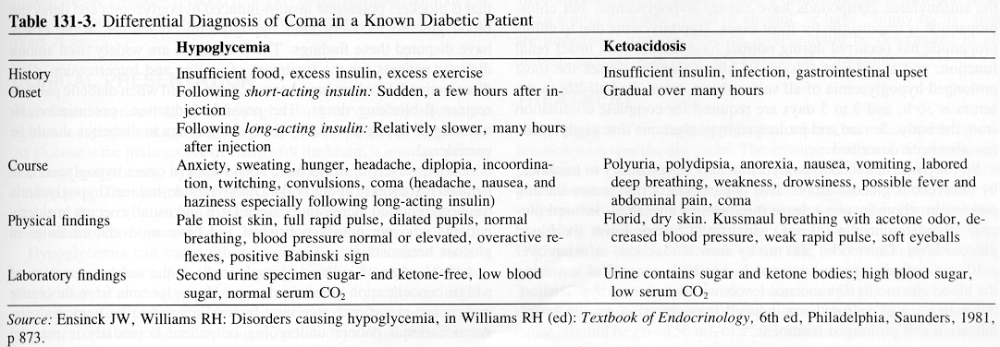 Table 131-3. Differential Diagnosis of Coma in a Known Diabetic Patient
Hypoglycemia Ketoacidosis
History Insufficient food, excess insulin, excess exercise Insufficient insulin, infection, gastrointestinal upset
Onset Following short-acting insulin: Sudden, a few hours after in- Gradual over many hours
jection
Following long-acting insulin: Relatively slower, many hours
after injection
Course Anxiety, sweating, hunger, headache, diplopia, incoordina- Polyuria, polydipsia, anorexia, nausea, vomiting, labored
tion, twitching, convulsions, coma (headache, nausea, and deep breathing, weakness, drowsiness, possible fever and
haziness especially following long-acting insulin) abdominal pain, coma
Physical findings Pale moist skin, full rapid pulse, dilated pupils, normal Florid, dry skin. Kussmaul breathing with acetone odor, de-
breathing, blood pressure normal or elevated, overactive re- creased blood pressure, weak rapid pulse, soft eyeballs
flexes, positive Babinski sign
Laboratory findings Second urine specimen sugar- and ketone-free, low blood Urine contains sugar and ketone bodies; high blood sugar,
sugar, normal serum CO₂ low serum CO₂
Source: Ensinck JW, Williams RH: Disorders causing hypoglycemia, in Williams RH (ed): Textbook of Endocrinology, 6th ed, Philadelphia, Saunders, 1981,
p 873.